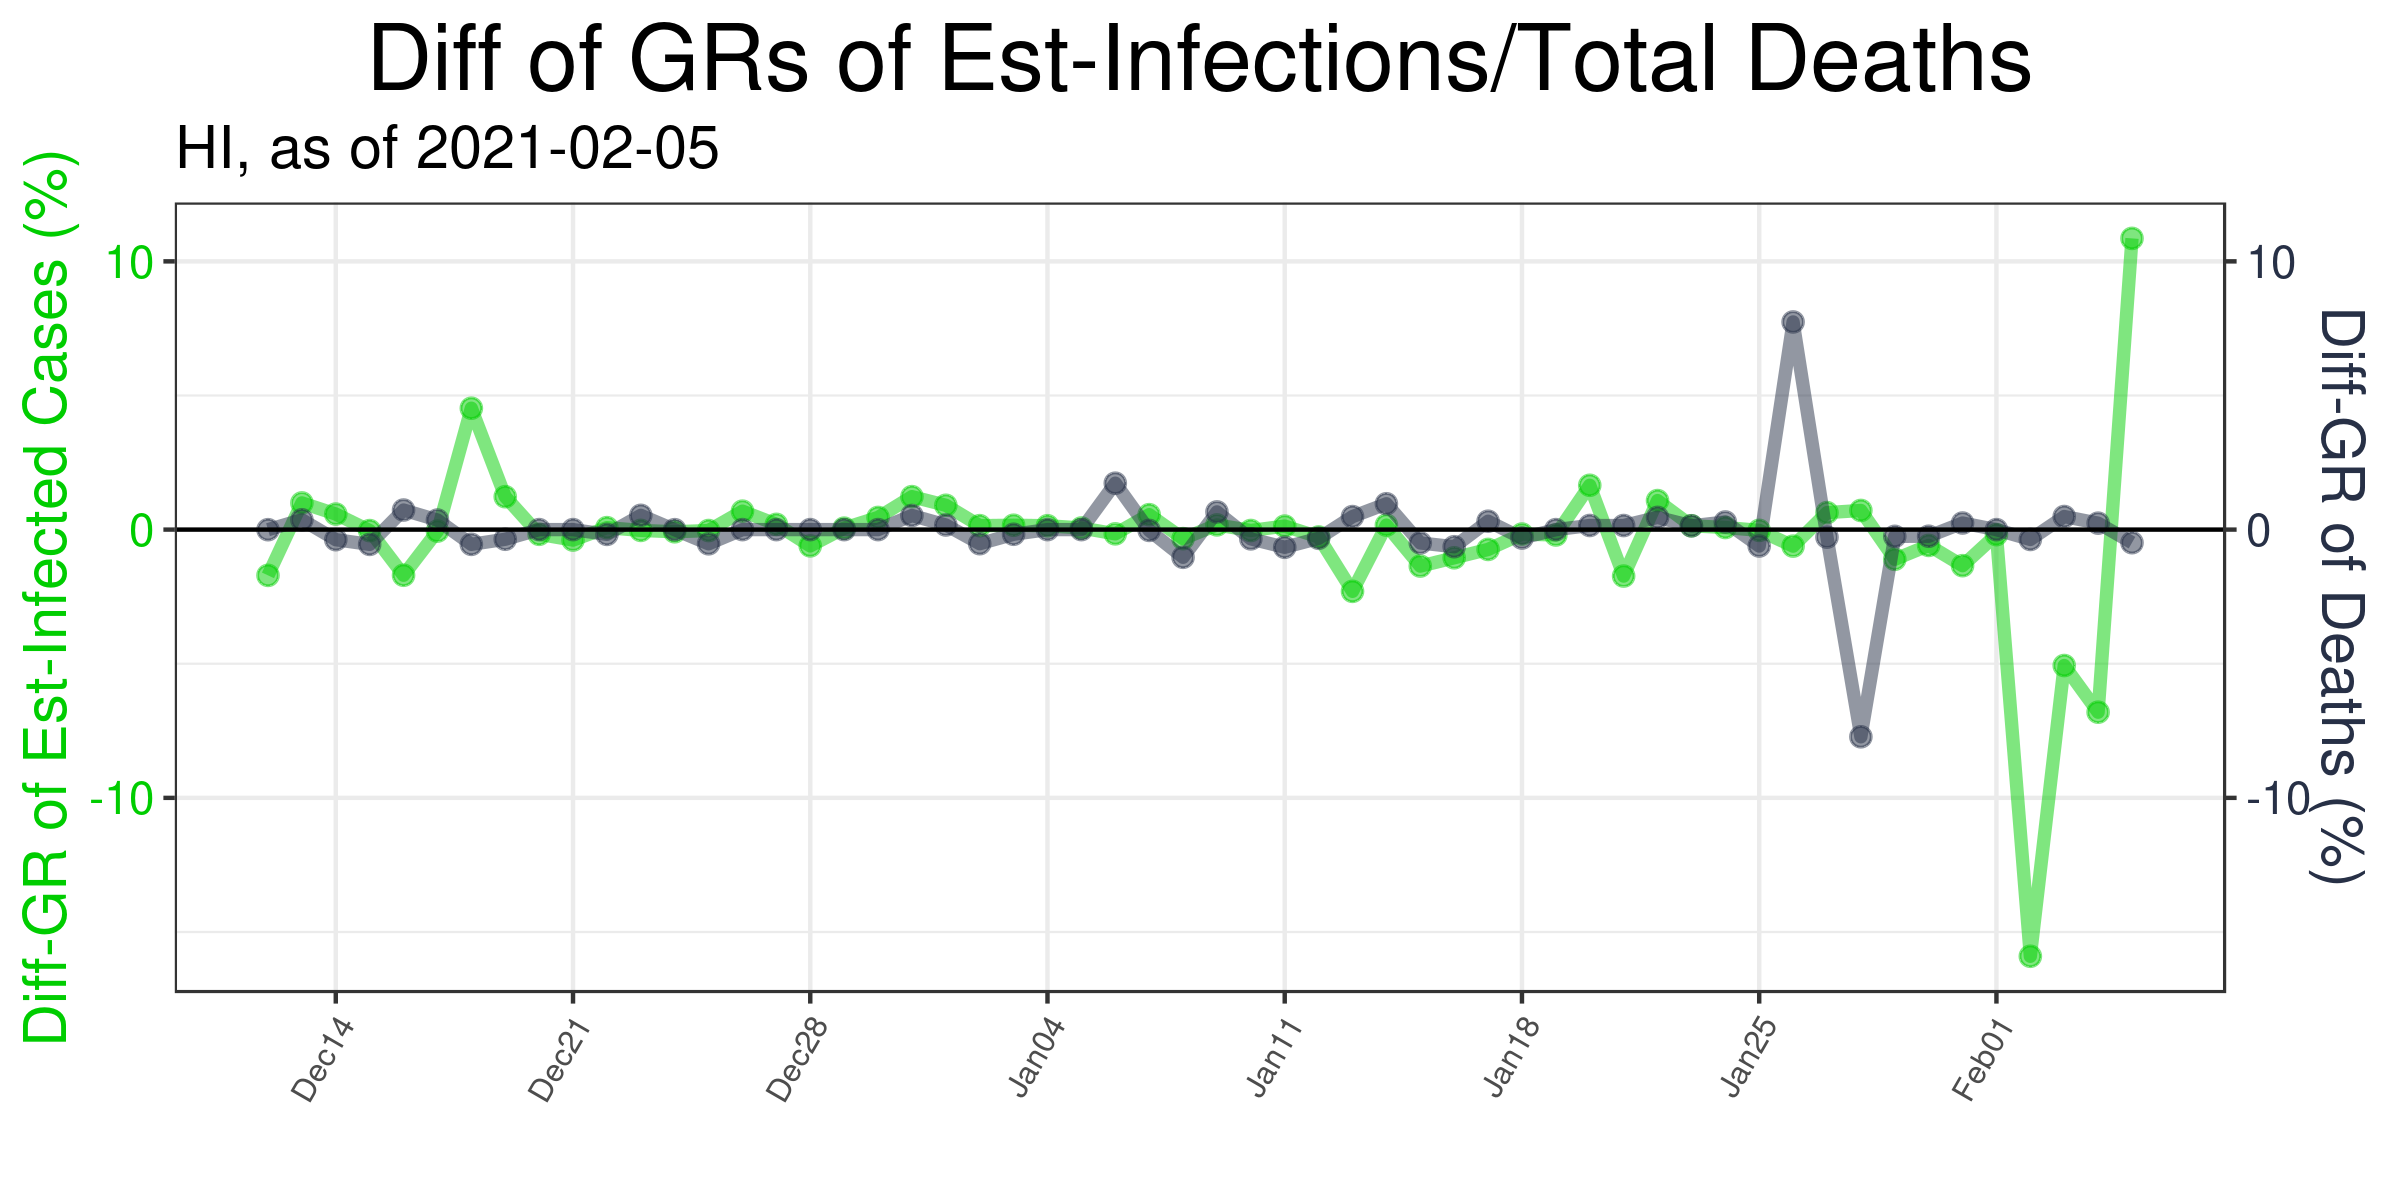 Diff of GRs of Est-Infections/Total Deaths
HI, as of 2021-02-05
Diff-GR of Est-Infected Cases (%)
10
0
-10
10
0
-10
Diff-GR of Deaths (%)
Dec14
Dec21
Dec28
Jan04
Jan11
Jan18
Jan25
Feb01